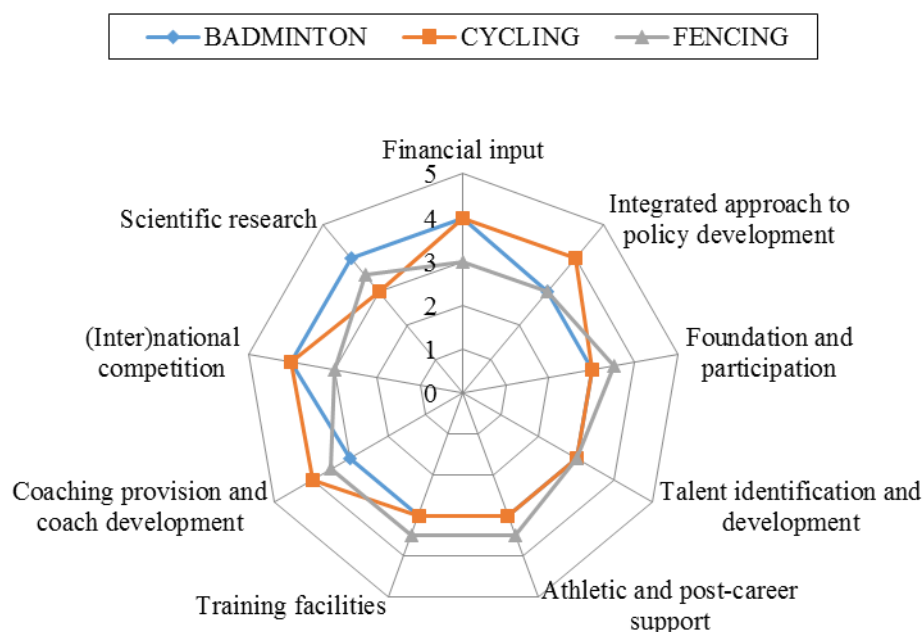 BADMINTON CYCLING FENCING
Financial input
5
4
3
2
1
0
Integrated approach to
policy development
Foundation and
participation
Talent identification and
development
Athletic and post-career
support
Training facilities
Coaching provision and
coach development
(Inter)national
competition
Scientific research